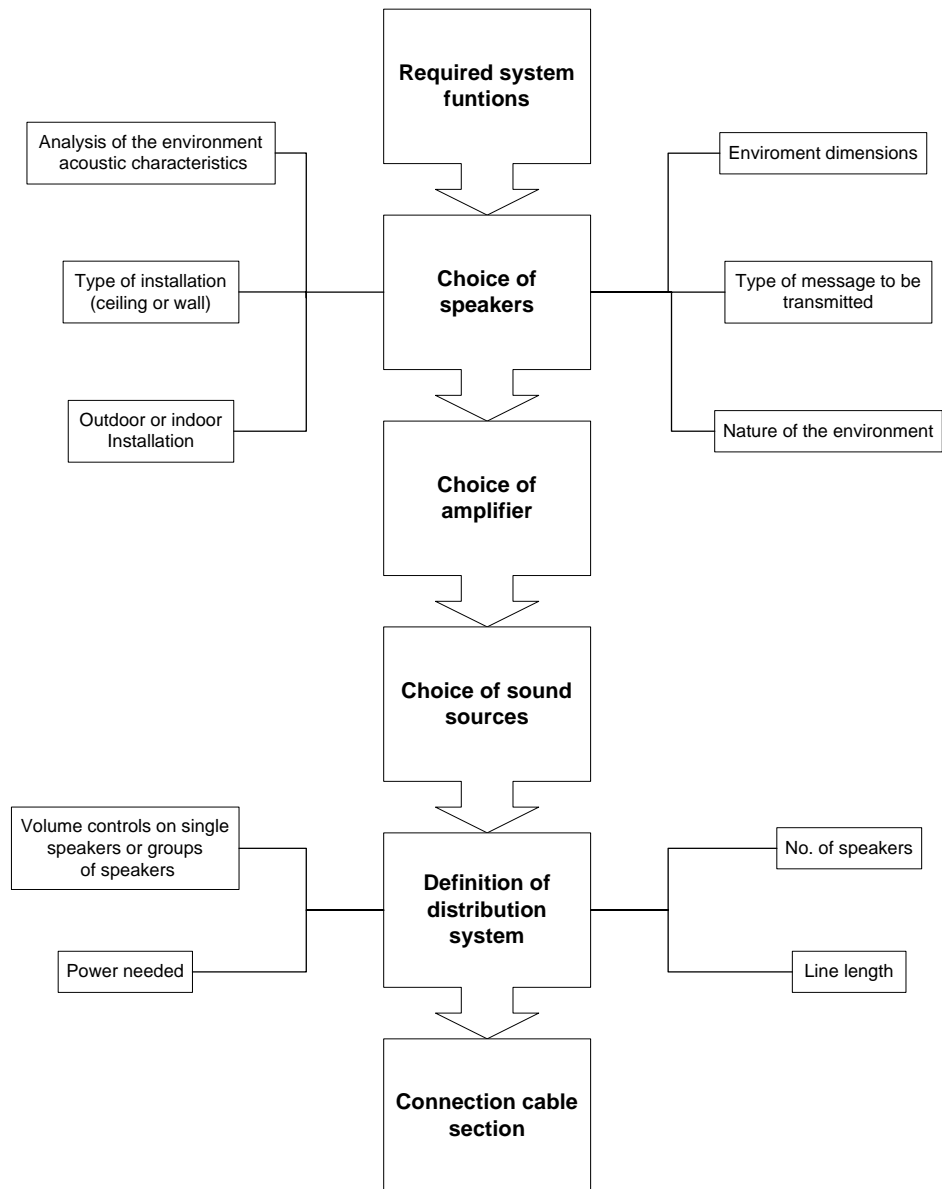 Required system
funtions
Analysis of the environment
acoustic characteristics
Enviroment dimensions
Type of installation
(ceiling or wall)
Choice of
speakers
Type of message to be
transmitted
Outdoor or indoor
Installation
Nature of the environment
Choice of
amplifier
Choice of sound
sources
Volume controls on single
speakers or groups
of speakers
No. of speakers
Definition of
distribution
system
Power needed
Line length
Connection cable
section